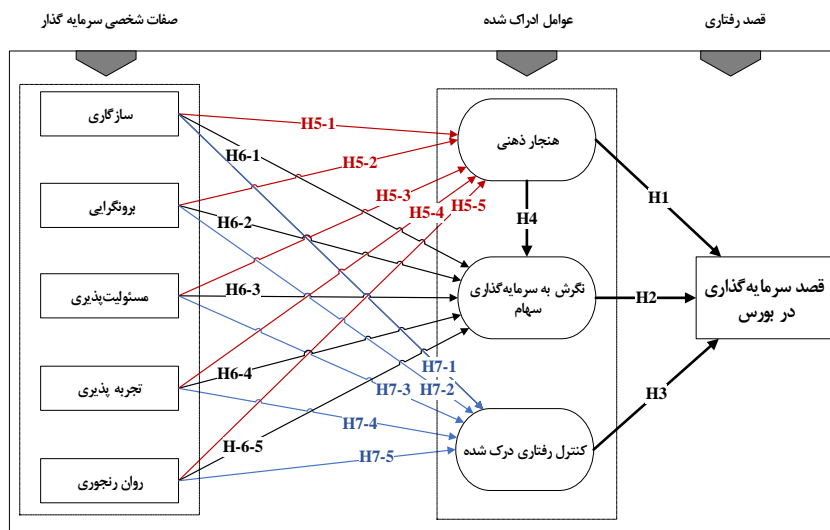 صفات شخصی سرمایه گذار
عوامل ادراک شده
قصد رفتاری
سازگاری
برونگرایی
مسئولیت‌پذیری
تجربه پذیری
روان رنجوری
هنجار ذهنی
نگرش به سرمایه‌گذاری
سهام
کنترل رفتاری درک شده
قصد سرمایه‌گذاری
در بورس
H5-1
H5-2
H5-3
H5-4
H5-5
H6-1
H6-2
H6-3
H6-4
H-6-5
H7-1
H7-2
H7-3
H7-4
H7-5
H4
H1
H2
H3